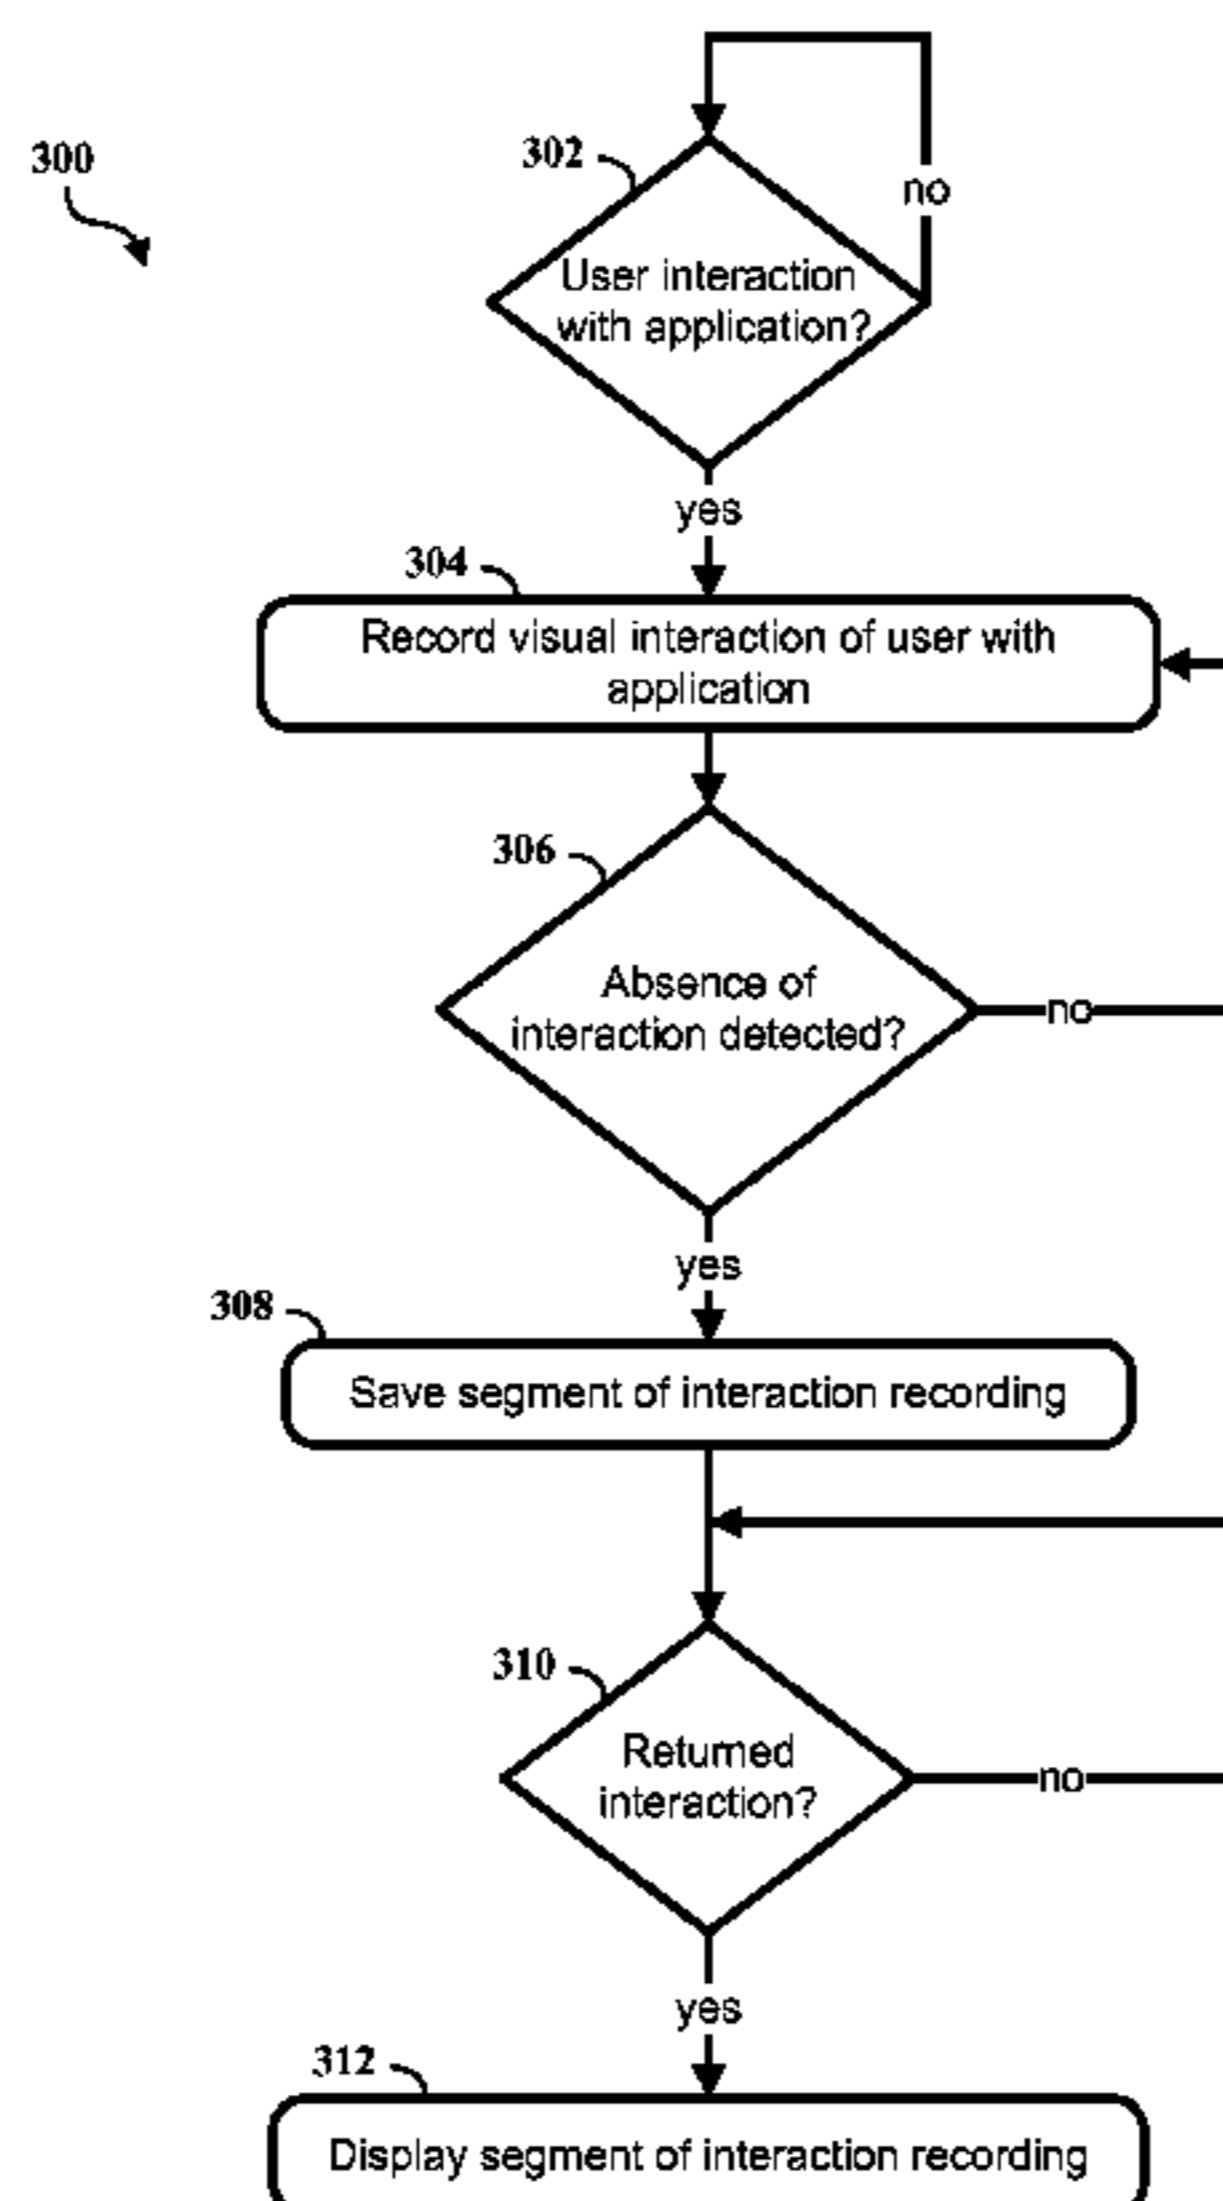 300
302
no
User interaction
with application?
yes
304
Record visual interaction of user with
application
306
Absence of
interaction detected?
no
yes
308
Save segment of interaction recording
310
Returned
interaction?
no
yes
312
Display segment of interaction recording